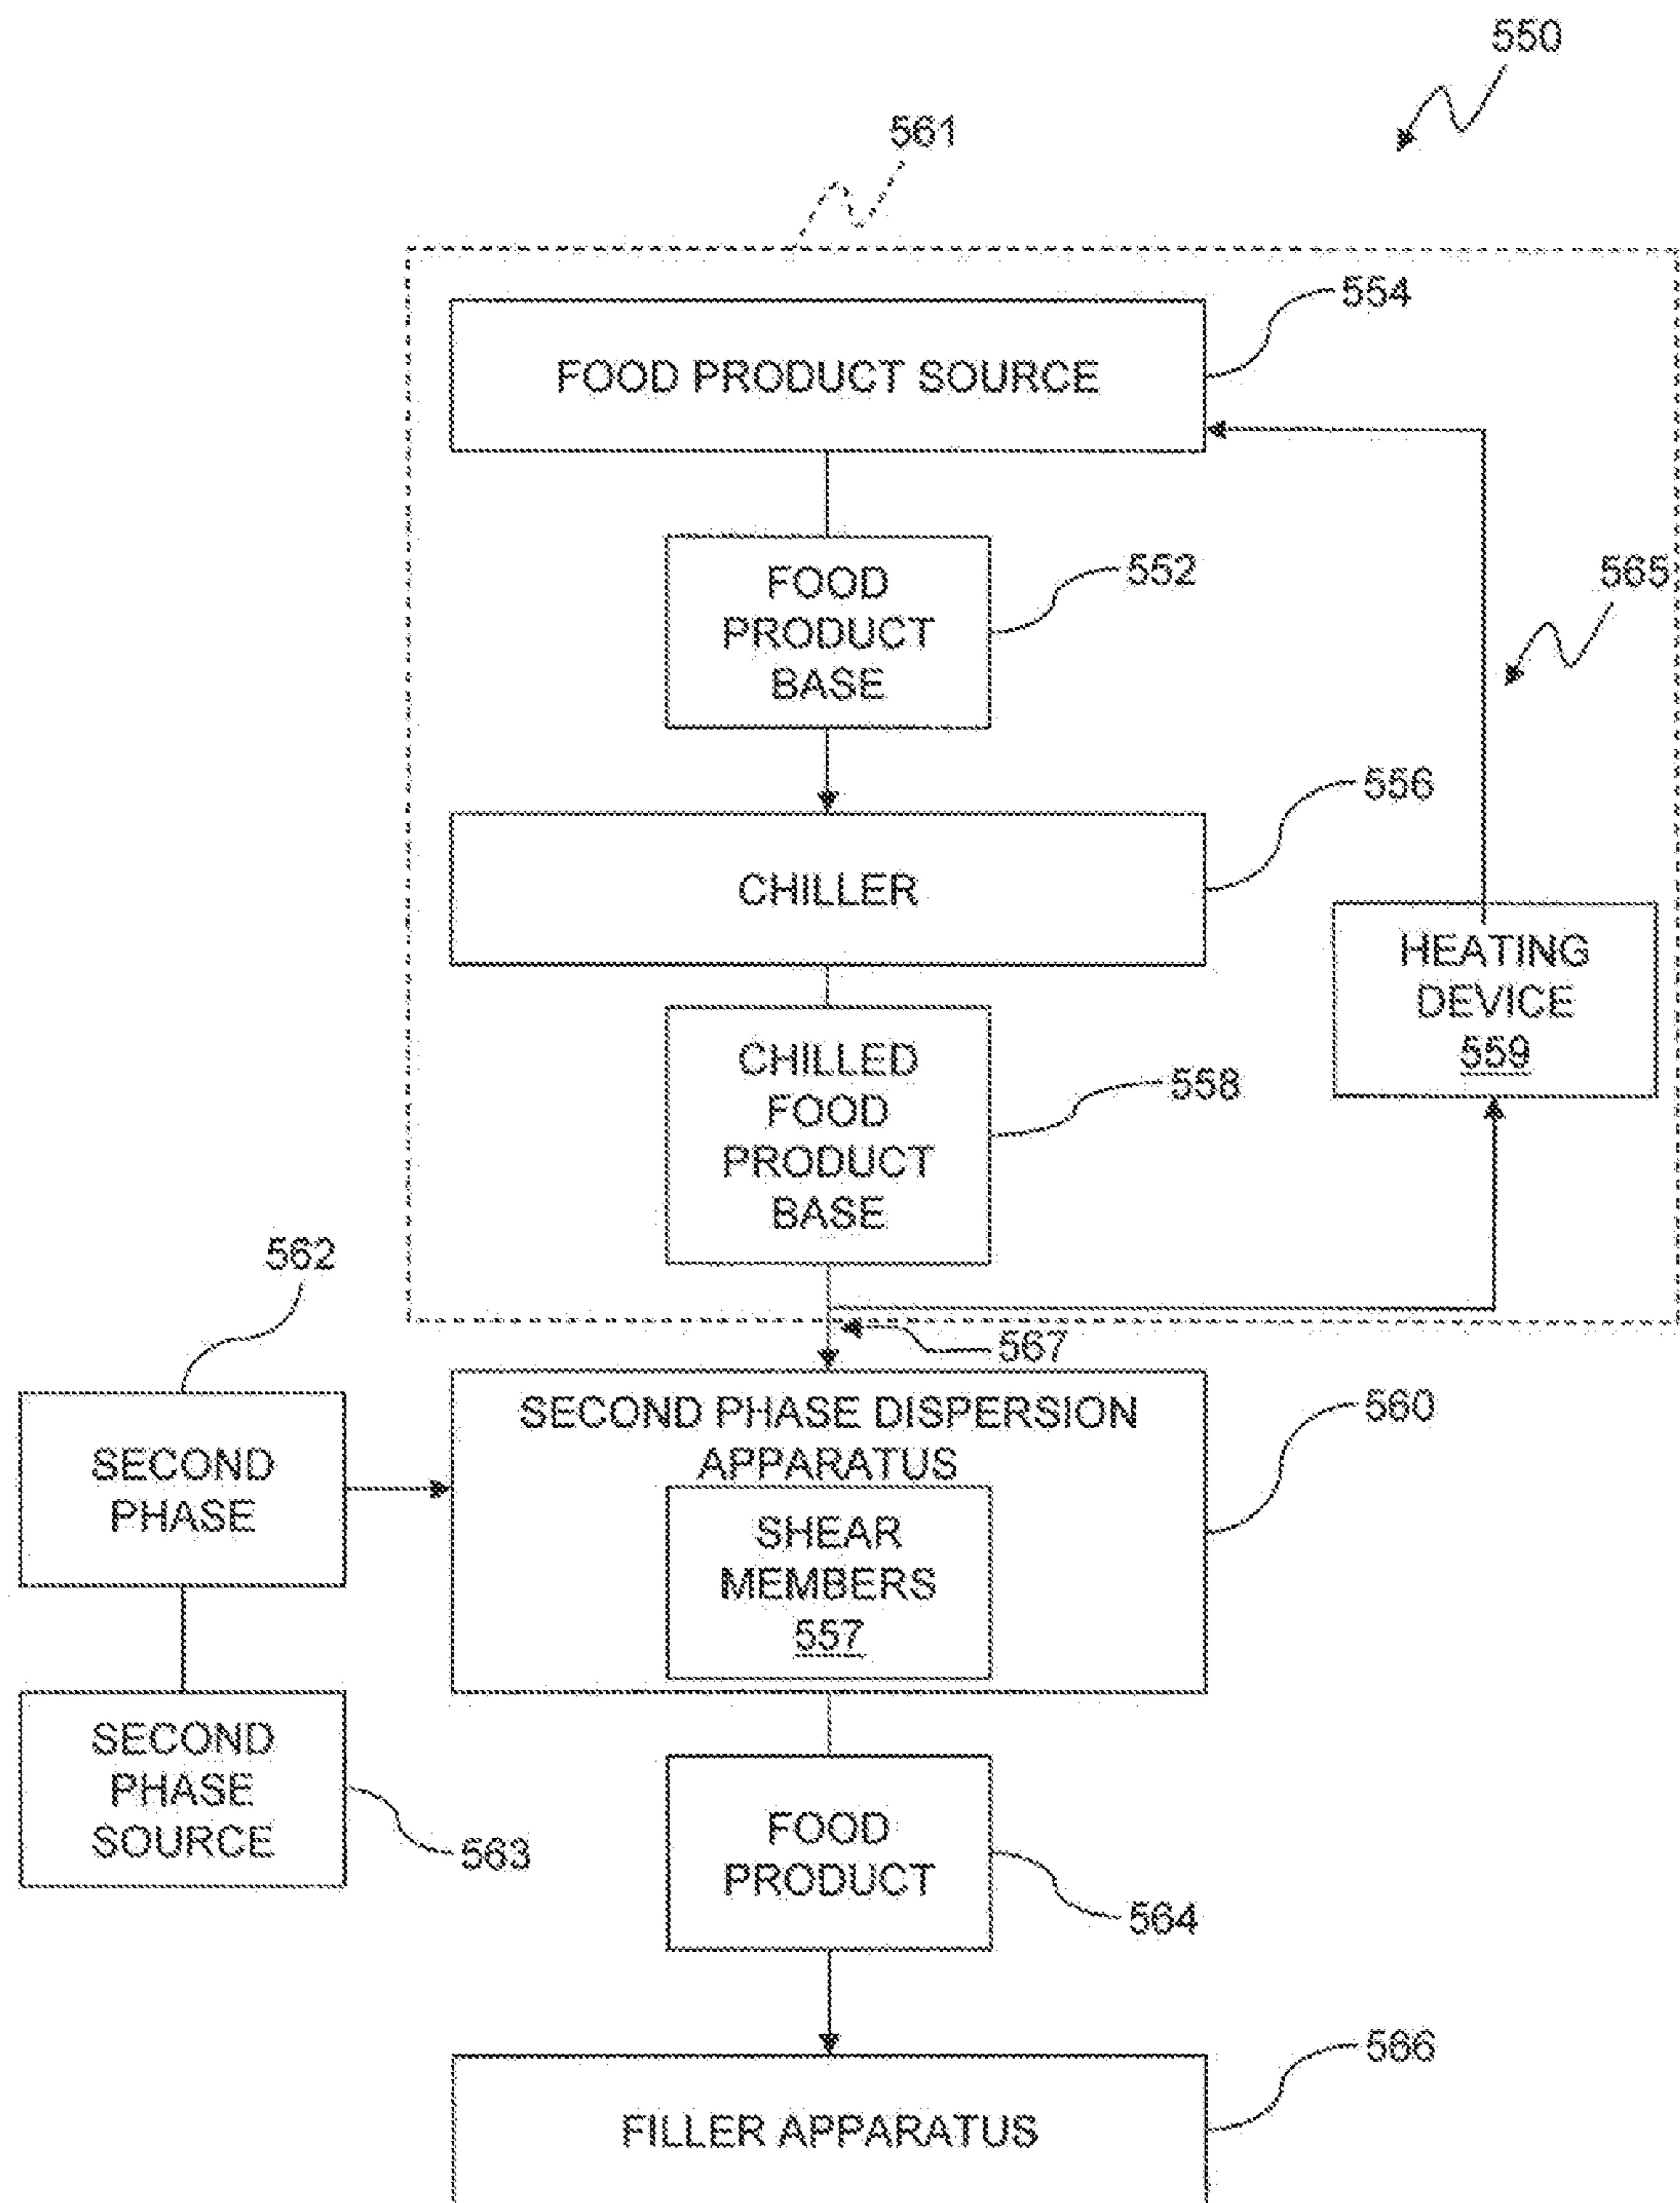 550
561
554
FOOD PRODUCT SOURCE
552
FOOD
PRODUCT
BASE
565
556
CHILLER
HEATING
DEVICE
559
CHILLED
FOOD
PRODUCT
BASE
558
562
567
SECOND PHASE DISPERSION
APPARATUS
560
SECOND
PHASE
SHEAR
MEMBERS
557
SECOND
PHASE
SOURCE
563
FOOD
PRODUCT
564
566
FILLER APPARATUS